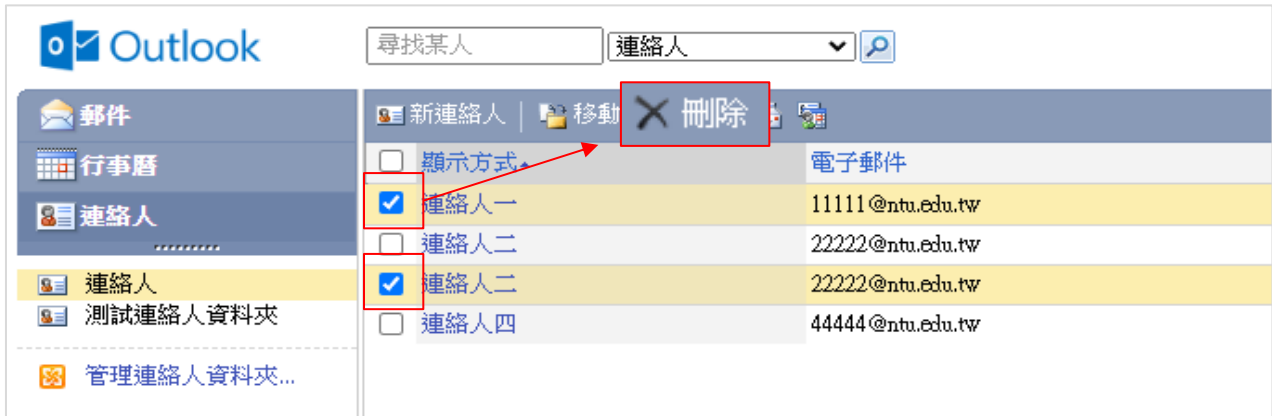 Outlook
尋找某人 連絡人
郵件
行事曆
連絡人
連絡人
測試連絡人資料夾
管理連絡人資料夾...
新連絡人 移動 刪除
顯示方式 電子郵件
連絡人一 11111@ntu.edu.tw
連絡人二 22222@ntu.edu.tw
連絡人二 22222@ntu.edu.tw
連絡人四 44444@ntu.edu.tw